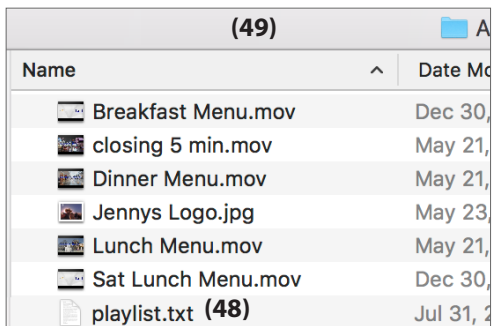 (49) A
Name Date Mo
Breakfast Menu.mov Dec 30,
closing 5 min.mov May 21,
Dinner Menu.mov May 21,
Jennys Logo.jpg May 23,
Lunch Menu.mov May 21,
Sat Lunch Menu.mov Dec 30,
playlist.txt (48) Jul 31, 2